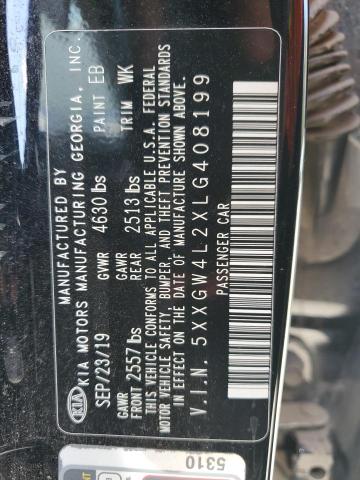 MANUFACTURED BY
KIA KIA MOTORS MANUFACTURING GEORGIA, INC.
SEP/23/19 GVWR 4630 lbs PAINT EB
GAWR FRONT 2557 lbs GAWR REAR 2513 lbs TRIM WK
THIS VEHICLE CONFORMS TO ALL APPLICABLE U.S.A. FEDERAL
MOTOR VEHICLE SAFETY, BUMPER, AND THEFT PREVENTION STANDARDS
IN EFFECT ON THE DATE OF MANUFACTURE SHOWN ABOVE.
V.I.N. 5XXGW4L2XLG408199
PASSENGER CAR
5310